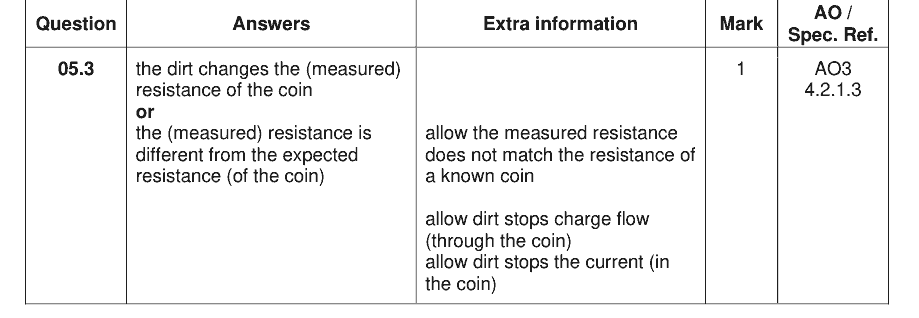 Question Answers Extra information Mark AO /
Spec. Ref.
05.3 the dirt changes the (measured) 1 AO3
resistance of the coin 4.2.1.3
or
the (measured) resistance is allow the measured resistance
different from the expected does not match the resistance of
resistance (of the coin) a known coin
allow dirt stops charge flow
(through the coin)
allow dirt stops the current (in
the coin)